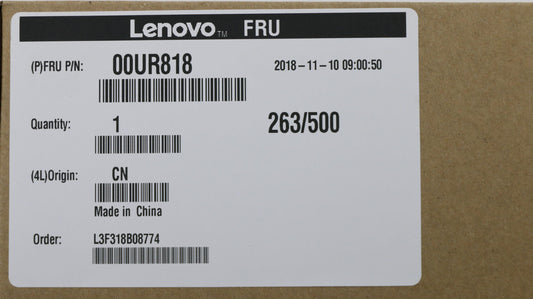 Lenovo™ FRU
(P)FRU P/N: 00UR818 2018-11-10 09:00:50
Quantity: 1 263/500
(4L)Origin: CN
Made in China
Order: L3F318B08774